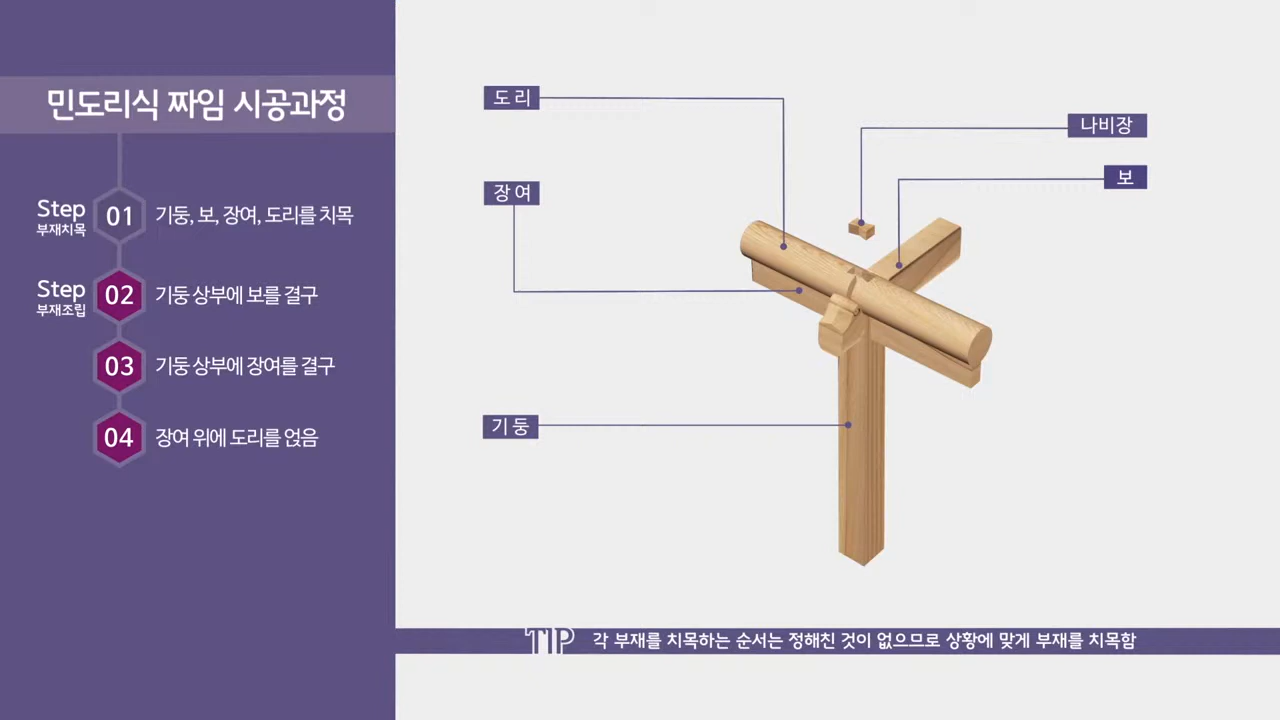 민도리식 짜임 시공과정
Step
부재치목
01
기둥, 보, 장여, 도리를 치목
Step
부재조립
02
기둥 상부에 보를 결구
03
기둥 상부에 장여를 결구
04
장여 위에 도리를 얹음
도리
나비장
보
장여
기둥
TIP 각 부재를 치목하는 순서는 정해진 것이 없으므로 상황에 맞게 부재를 치목함